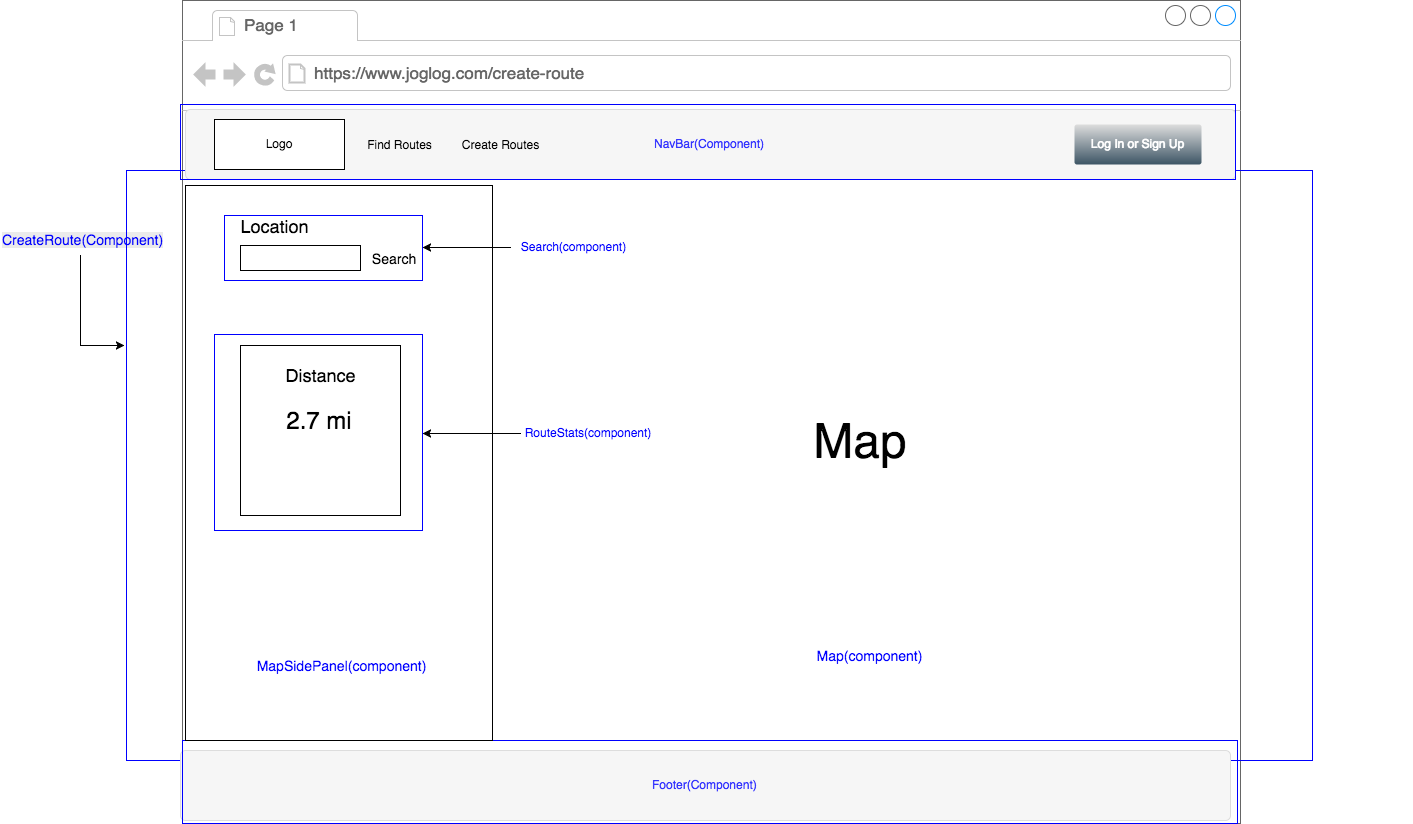 Page 1
https://www.joglog.com/create-route
Logo
Find Routes
Create Routes
NavBar(Component)
Log In or Sign Up
CreateRoute(Component)
Location
Search
Search(component)
Distance
2.7 mi
RouteStats(component)
Map
MapSidePanel(component)
Map(component)
Footer(Component)